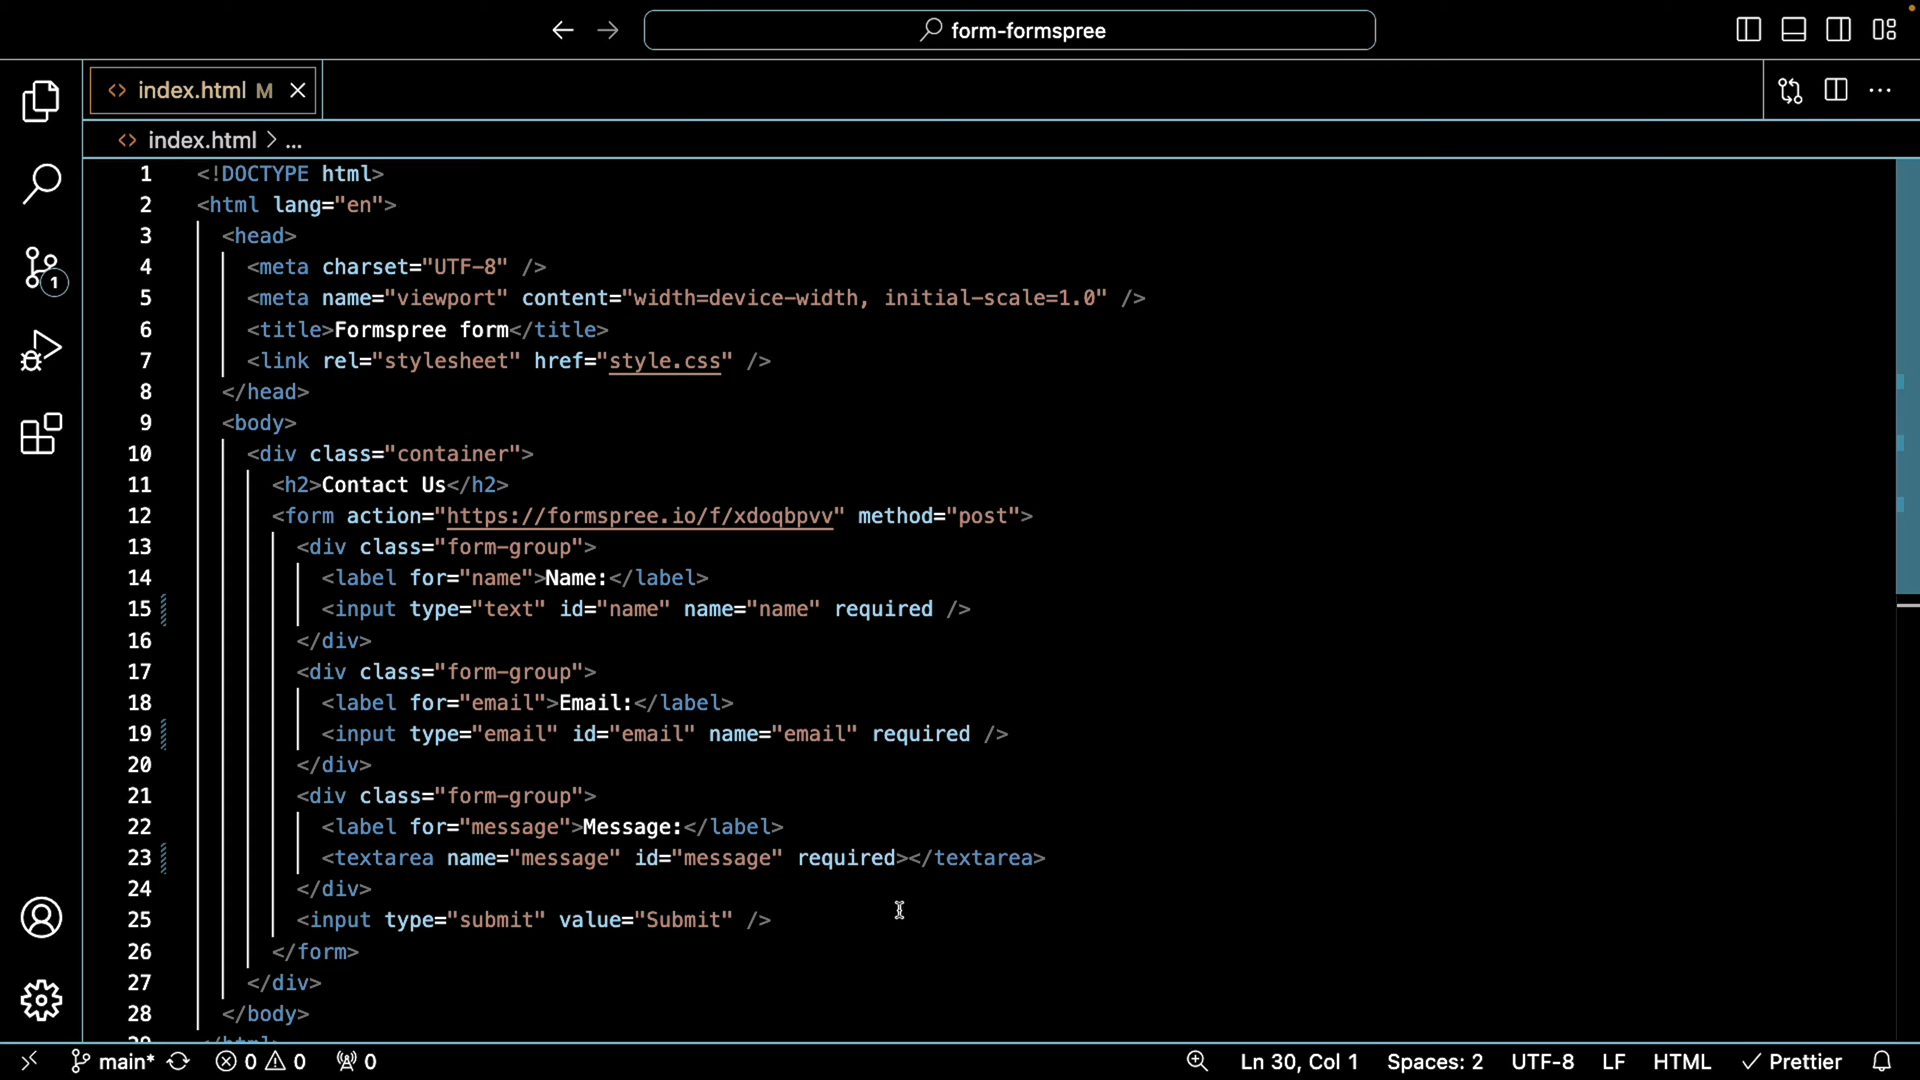 form-formspree
index.html M
index.html > ...
1 <!DOCTYPE html>
2 <html lang="en">
3 <head>
4 <meta charset="UTF-8" />
5 <meta name="viewport" content="width=device-width, initial-scale=1.0" />
6 <title>Formspree form</title>
7 <link rel="stylesheet" href="style.css" />
8 </head>
9 <body>
10 <div class="container">
11 <h2>Contact Us</h2>
12 <form action="https://formspree.io/f/xdoqbpvv" method="post">
13 <div class="form-group">
14 <label for="name">Name:</label>
15 <input type="text" id="name" name="name" required />
16 </div>
17 <div class="form-group">
18 <label for="email">Email:</label>
19 <input type="email" id="email" name="email" required />
20 </div>
21 <div class="form-group">
22 <label for="message">Message:</label>
23 <textarea name="message" id="message" required></textarea>
24 </div>
25 <input type="submit" value="Submit" />
26 </form>
27 </div>
28 </body>
29 </html>
1
main* 0 0 0 Ln 30, Col 1 Spaces: 2 UTF-8 LF HTML Prettier